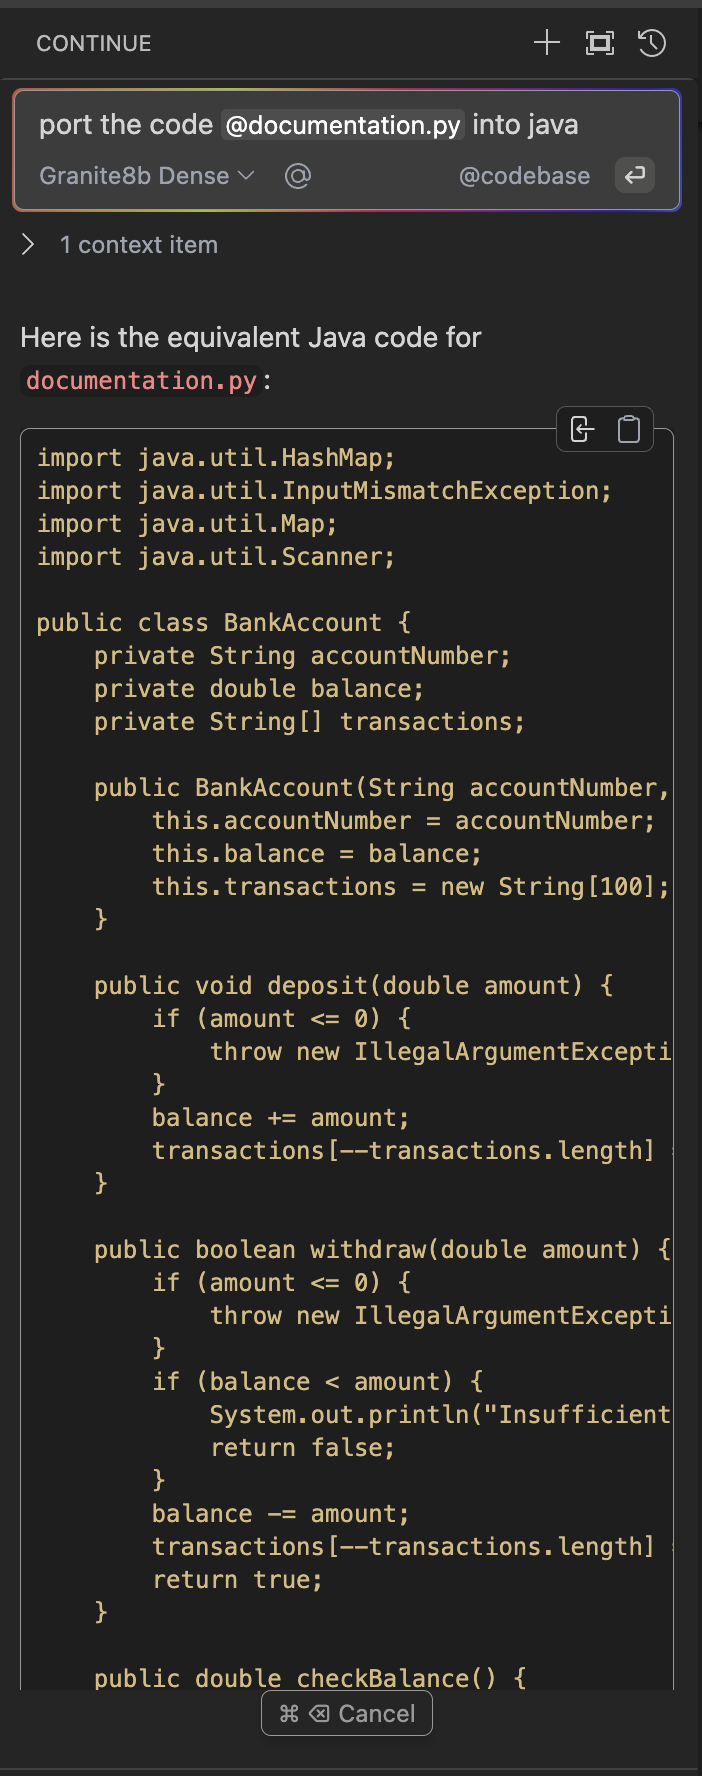 CONTINUE
port the code @documentation.py into java
Granite8b Dense @codebase
1 context item
Here is the equivalent Java code for
documentation.py:
import java.util.HashMap;
import java.util.InputMismatchException;
import java.util.Map;
import java.util.Scanner;
public class BankAccount {
private String accountNumber;
private double balance;
private String[] transactions;
public BankAccount(String accountNumber,
this.accountNumber = accountNumber;
this.balance = balance;
this.transactions = new String[100];
}
public void deposit(double amount) {
if (amount <= 0) {
throw new IllegalArgumentExcepti
}
balance += amount;
transactions[--transactions.length]
}
public boolean withdraw(double amount) {
if (amount <= 0) {
throw new IllegalArgumentExcepti
}
if (balance < amount) {
System.out.println("Insufficient
return false;
}
balance -= amount;
transactions[--transactions.length]
return true;
}
public double checkBalance() {
⌘ ⌫ Cancel